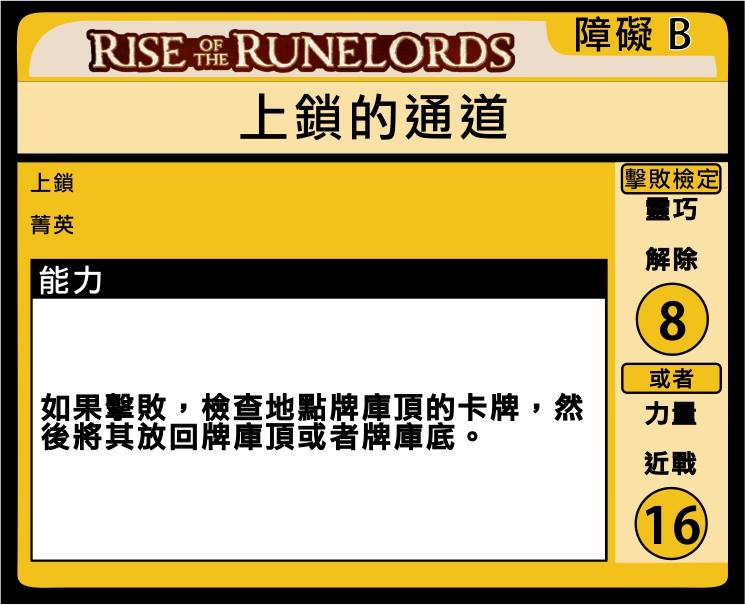 RISE OF THE RUNELORDS
障礙 B
上鎖的通道
上鎖
菁英
能力
如果擊敗，檢查地點牌庫頂的卡牌，然
後將其放回牌庫頂或者牌庫底。
擊敗檢定
靈巧
解除
8
或者
力量
近戰
16